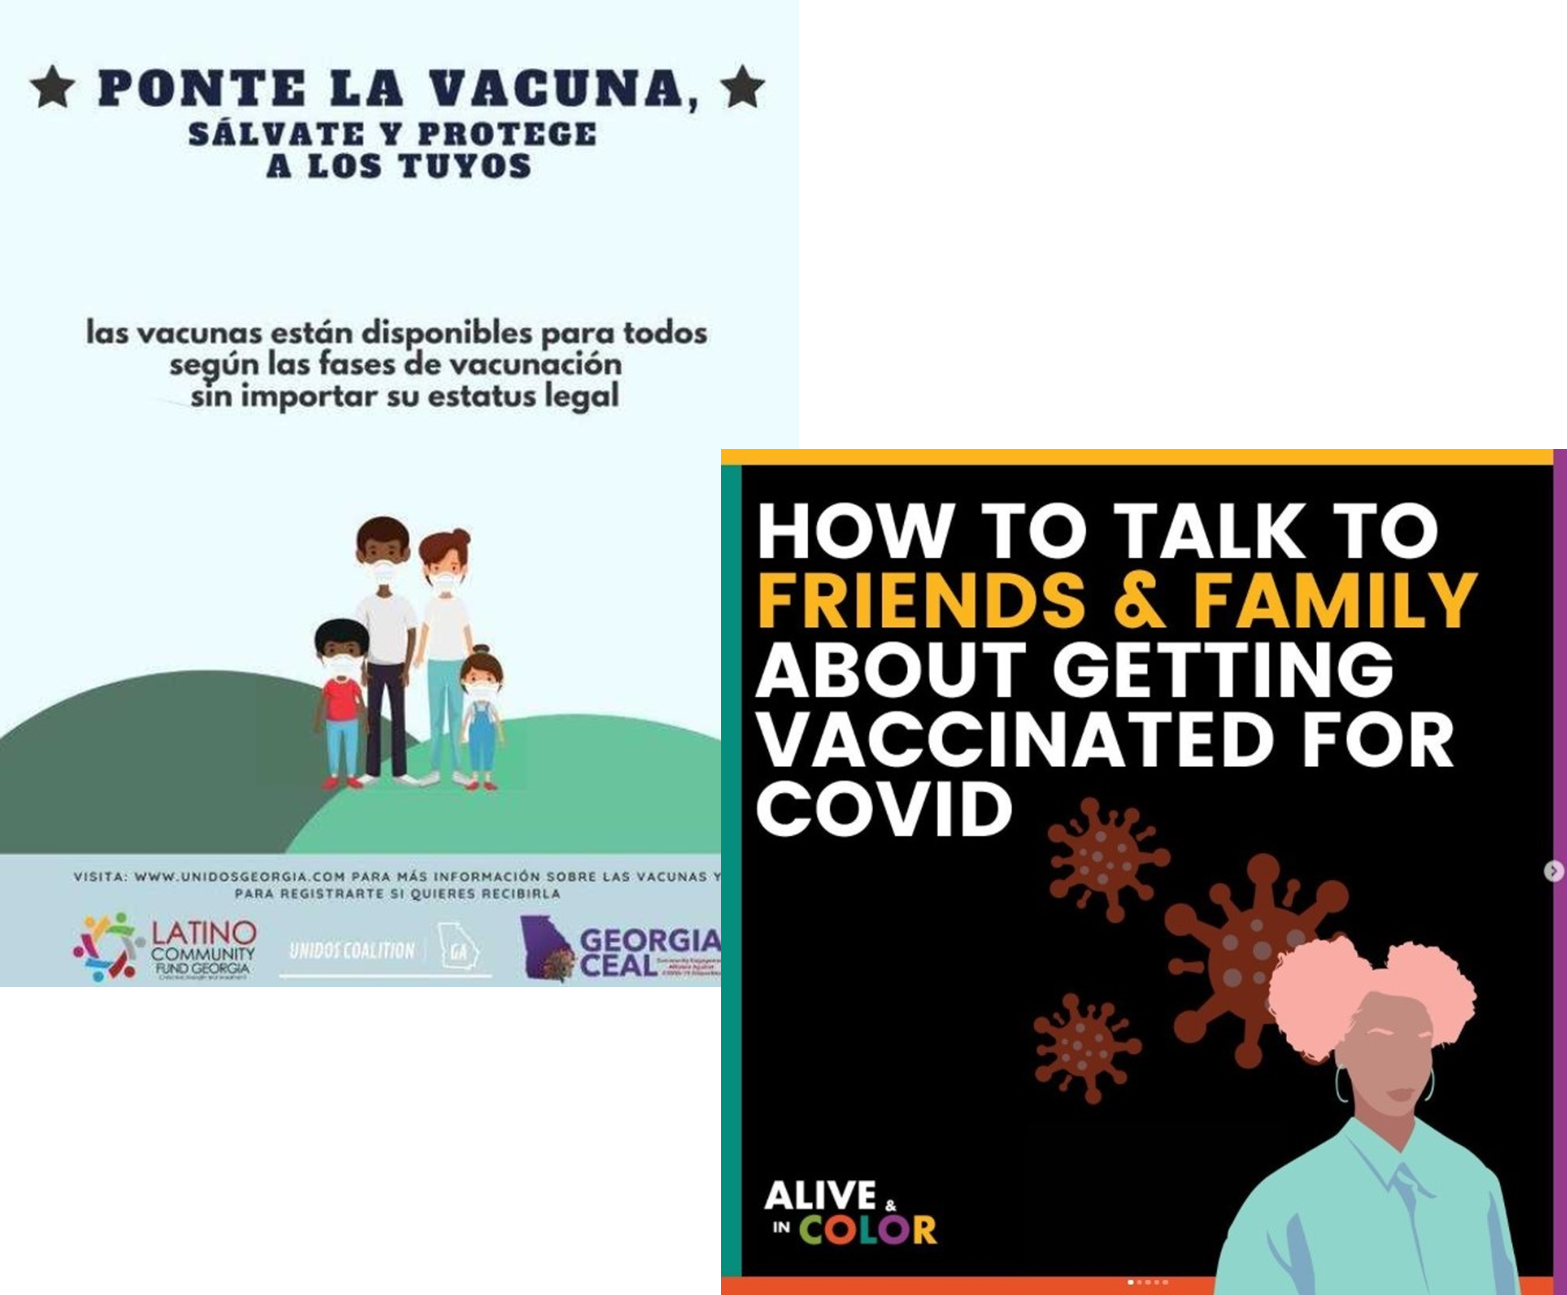 PONTE LA VACUNA,
SÁLVATE Y PROTEGE
A LOS TUYOS
las vacunas están disponibles para todos
según las fases de vacunación
sin importar su estatus legal
VISITA: WWW.UNIDOSGEORGIA.COM PARA MÁS INFORMACIÓN SOBRE LAS VACUNAS Y
PARA REGISTRARTE SI QUIERES RECIBIRLA
LATINO
COMMUNITY
FUND GEORGIA
UNIDOS COALITION
GA
GEORGIA
CEAL
HOW TO TALK TO
FRIENDS & FAMILY
ABOUT GETTING
VACCINATED FOR
COVID
ALIVE &
IN COLOR